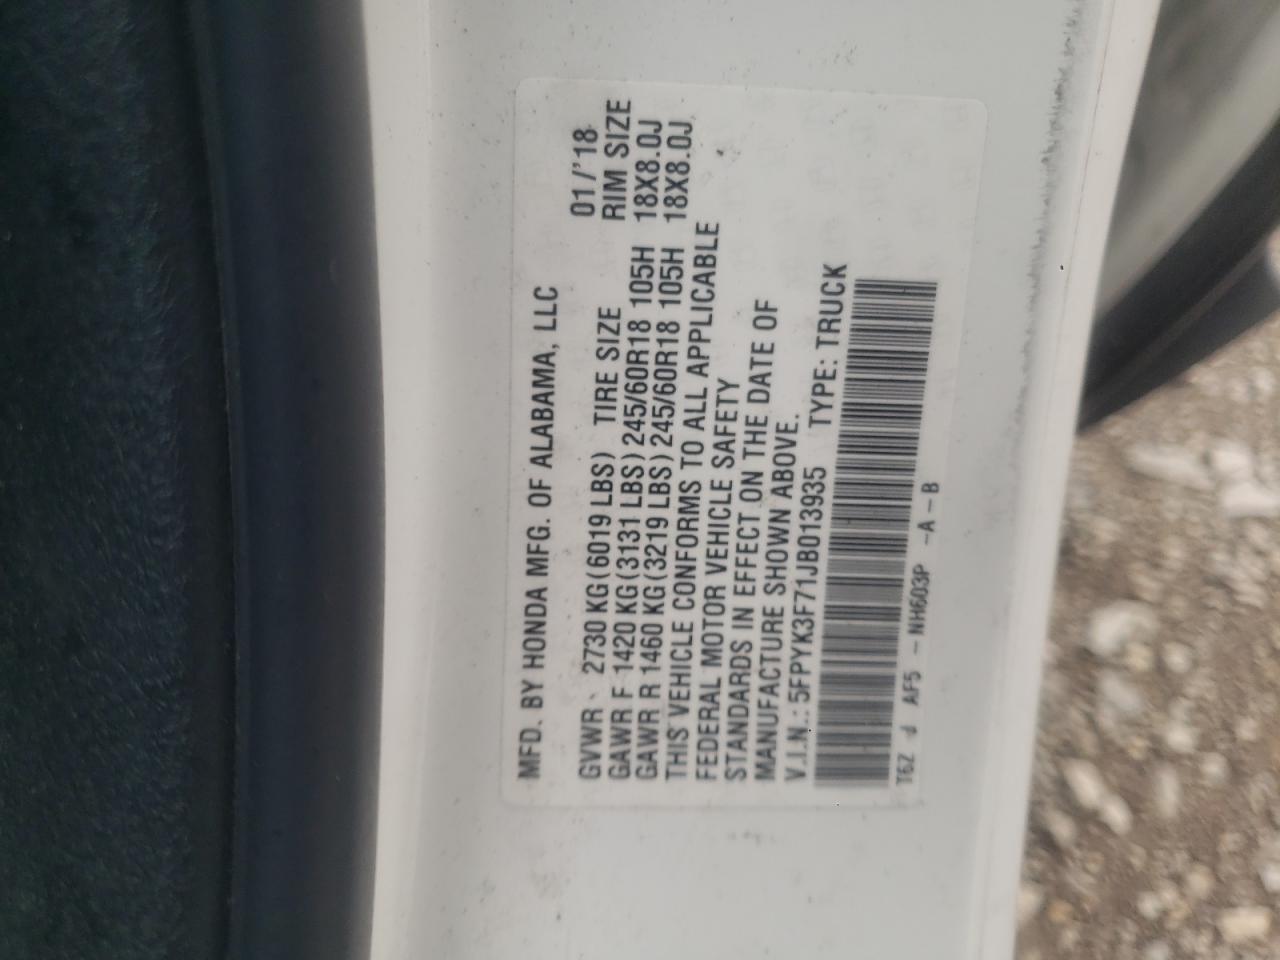 MFD. BY HONDA MFG. OF ALABAMA, LLC
01/'18
GVWR 2730 KG (6019 LBS) TIRE SIZE RIM SIZE
GAWR F 1420 KG (3131 LBS) 245/60R18 105H 18X8.0J
GAWR R 1460 KG (3219 LBS) 245/60R18 105H 18X8.0J
THIS VEHICLE CONFORMS TO ALL APPLICABLE
FEDERAL MOTOR VEHICLE SAFETY
STANDARDS IN EFFECT ON THE DATE OF
MANUFACTURE SHOWN ABOVE.
V.I.N.: 5FPYK3F71JB013935 TYPE: TRUCK
T6Z d AF5 - NH603P -A-B